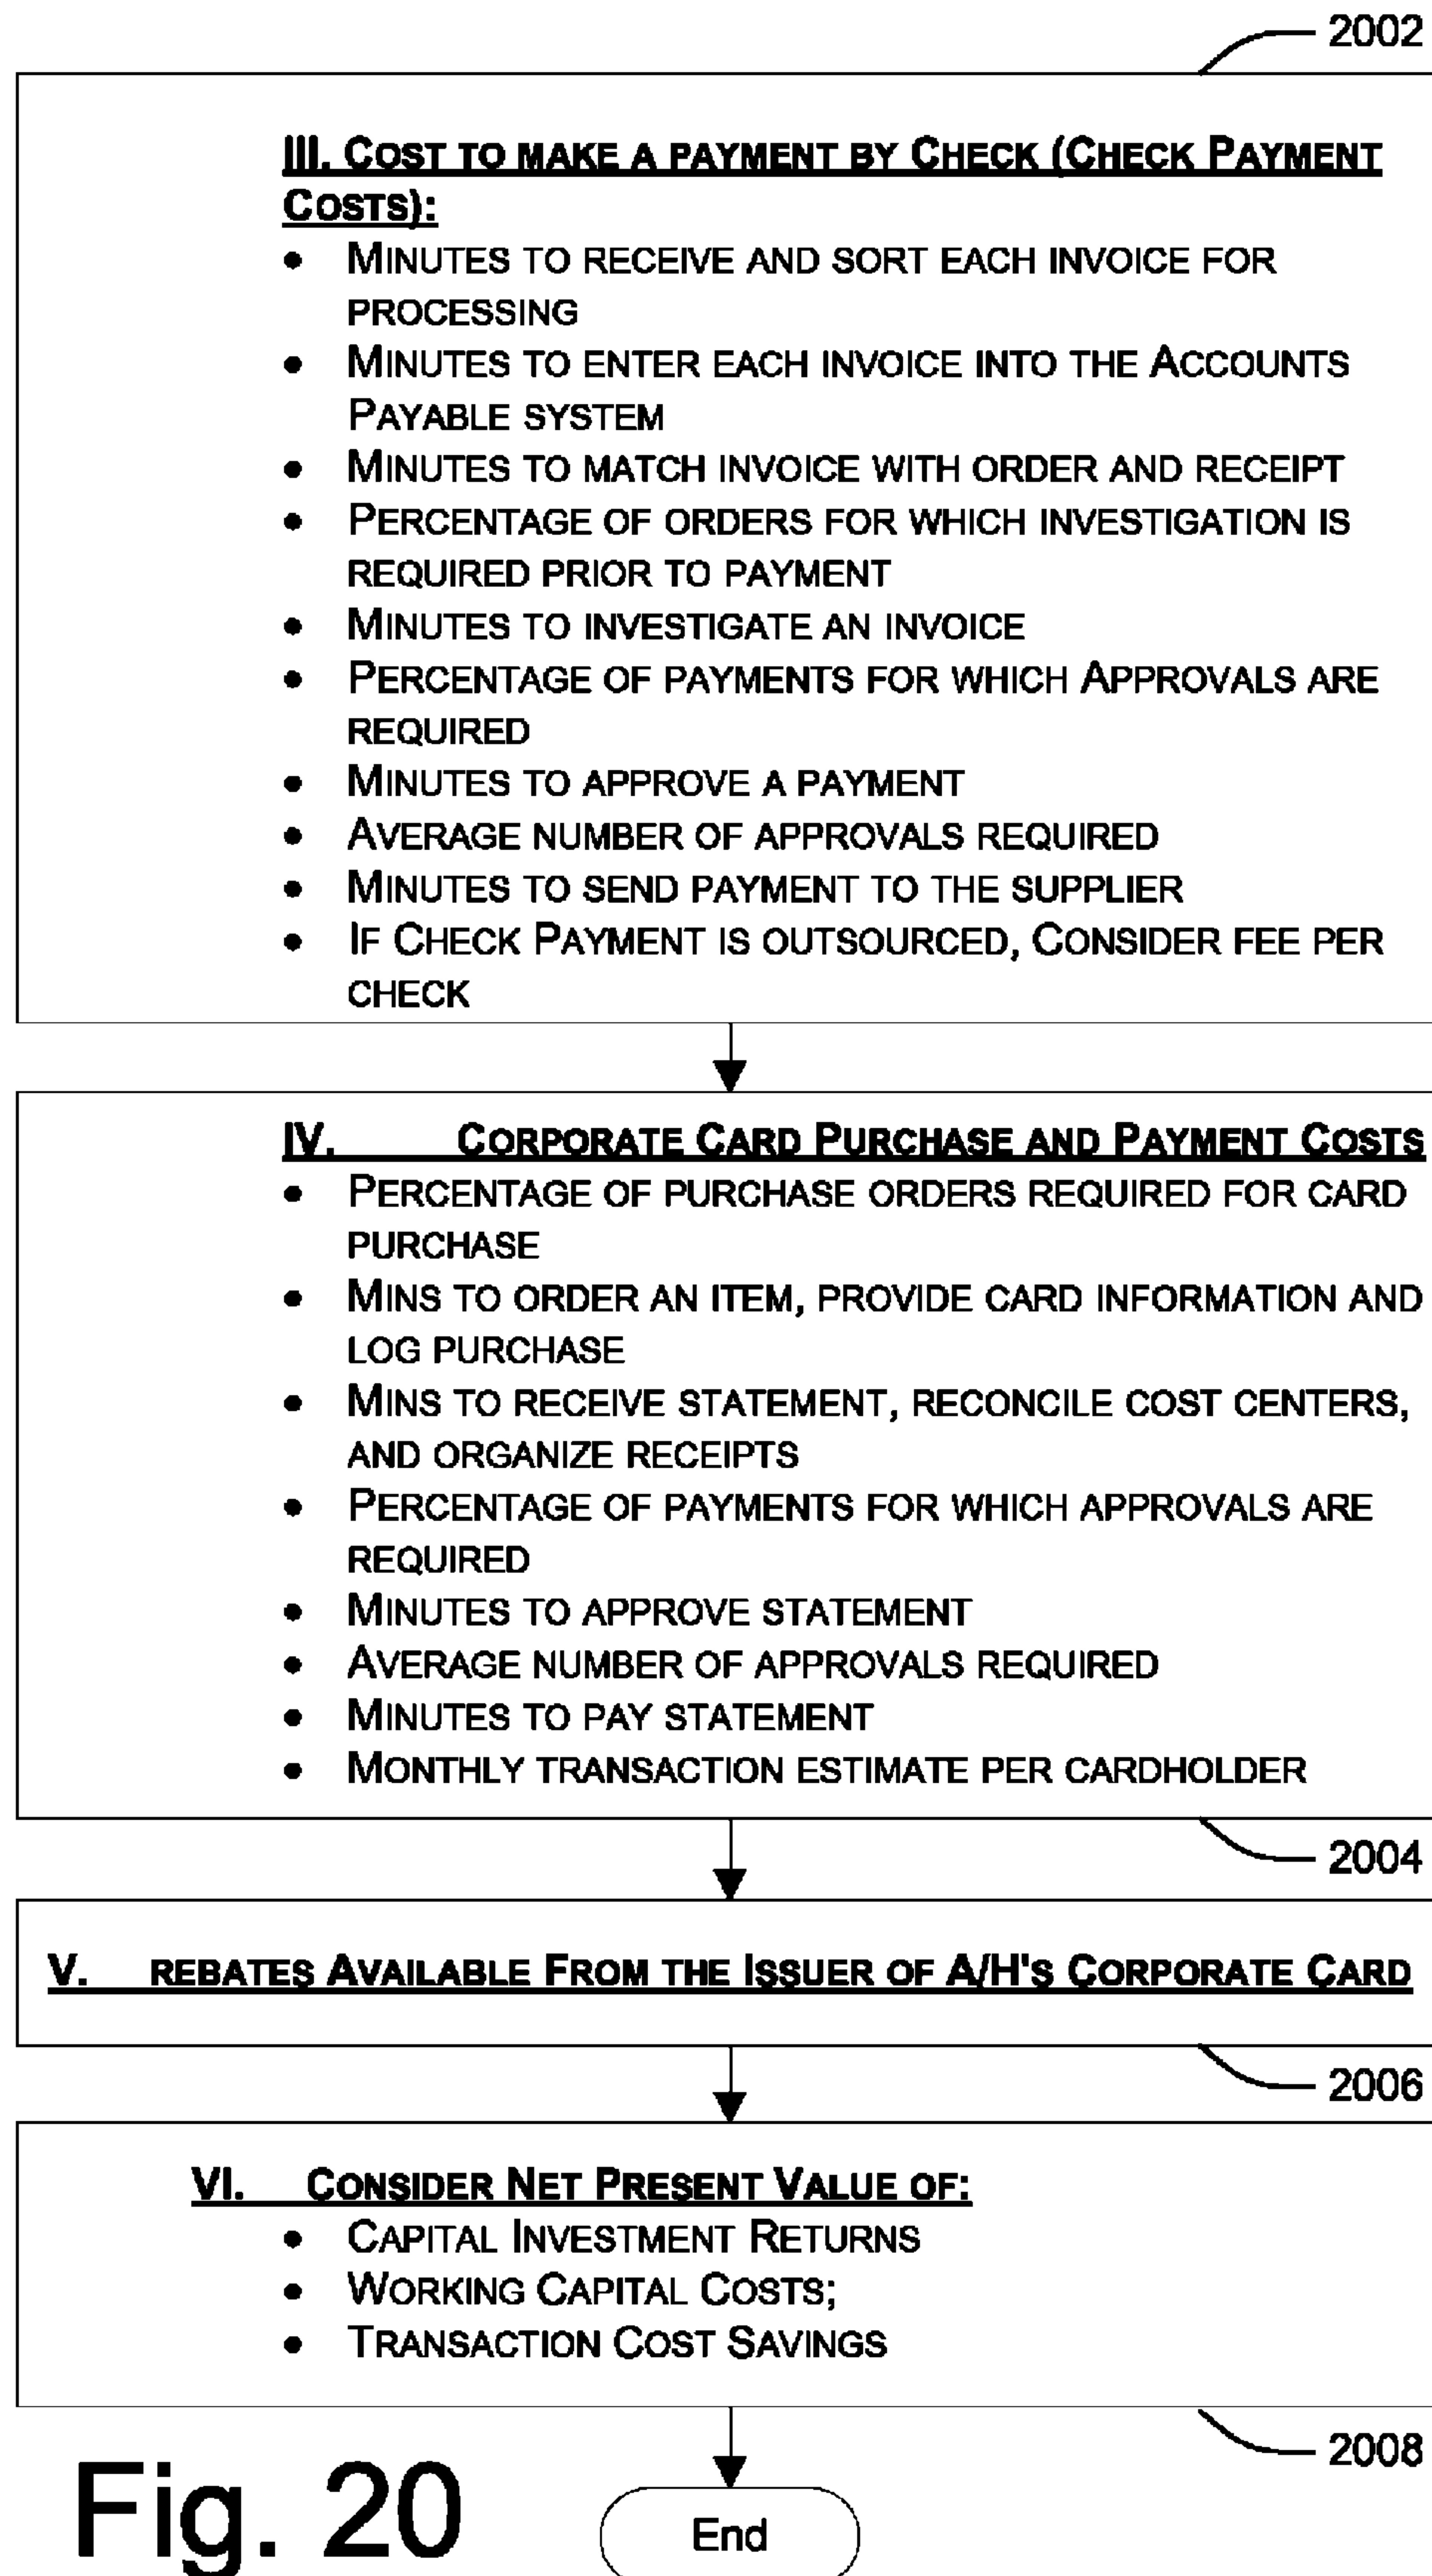 2002
III. COST TO MAKE A PAYMENT BY CHECK (CHECK PAYMENT
COSTS):
• MINUTES TO RECEIVE AND SORT EACH INVOICE FOR
PROCESSING
• MINUTES TO ENTER EACH INVOICE INTO THE ACCOUNTS
PAYABLE SYSTEM
• MINUTES TO MATCH INVOICE WITH ORDER AND RECEIPT
• PERCENTAGE OF ORDERS FOR WHICH INVESTIGATION IS
REQUIRED PRIOR TO PAYMENT
• MINUTES TO INVESTIGATE AN INVOICE
• PERCENTAGE OF PAYMENTS FOR WHICH APPROVALS ARE
REQUIRED
• MINUTES TO APPROVE A PAYMENT
• AVERAGE NUMBER OF APPROVALS REQUIRED
• MINUTES TO SEND PAYMENT TO THE SUPPLIER
• IF CHECK PAYMENT IS OUTSOURCED, CONSIDER FEE PER
CHECK
IV. CORPORATE CARD PURCHASE AND PAYMENT COSTS
• PERCENTAGE OF PURCHASE ORDERS REQUIRED FOR CARD
PURCHASE
• MINS TO ORDER AN ITEM, PROVIDE CARD INFORMATION AND
LOG PURCHASE
• MINS TO RECEIVE STATEMENT, RECONCILE COST CENTERS,
AND ORGANIZE RECEIPTS
• PERCENTAGE OF PAYMENTS FOR WHICH APPROVALS ARE
REQUIRED
• MINUTES TO APPROVE STATEMENT
• AVERAGE NUMBER OF APPROVALS REQUIRED
• MINUTES TO PAY STATEMENT
• MONTHLY TRANSACTION ESTIMATE PER CARDHOLDER
2004
V. REBATES AVAILABLE FROM THE ISSUER OF A/H'S CORPORATE CARD
2006
VI. CONSIDER NET PRESENT VALUE OF:
• CAPITAL INVESTMENT RETURNS
• WORKING CAPITAL COSTS;
• TRANSACTION COST SAVINGS
2008
Fig. 20
End